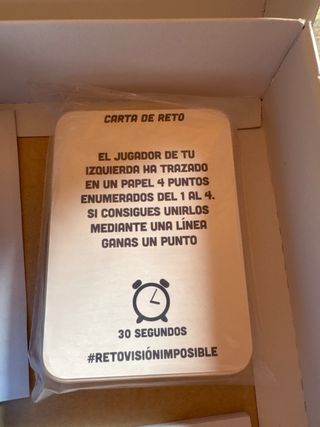 CARTA DE RETO
EL JUGADOR DE TU
IZQUIERDA HA TRAZADO
EN UN PAPEL 4 PUNTOS
ENUMERADOS DEL 1 AL 4.
SI CONSIGUES UNIRLOS
MEDIANTE UNA LÍNEA
GANAS UN PUNTO
30 SEGUNDOS
#RETOVISIÓNIMPOSIBLE